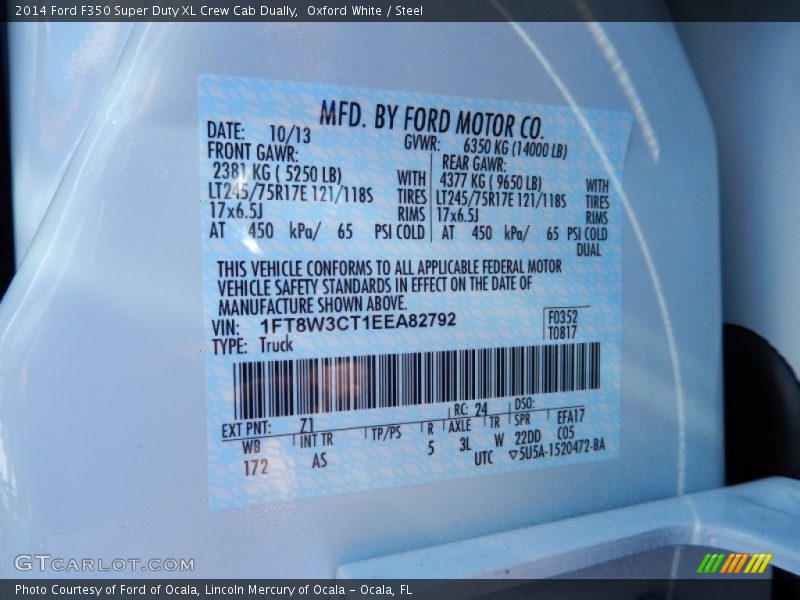 2014 Ford F350 Super Duty XL Crew Cab Dually, Oxford White / Steel
MFD. BY FORD MOTOR CO.
DATE: 10/13 GVWR: 6350 KG (14000 LB)
FRONT GAWR: REAR GAWR:
2381 KG ( 5250 LB) WITH 4377 KG ( 9650 LB) WITH
LT245/75R17E 121/118S TIRES LT245/75R17E 121/118S TIRES
17x6.5J RIMS 17x6.5J RIMS
AT 450 kPa/ 65 PSI COLD AT 450 kPa/ 65 PSI COLD
DUAL
THIS VEHICLE CONFORMS TO ALL APPLICABLE FEDERAL MOTOR
VEHICLE SAFETY STANDARDS IN EFFECT ON THE DATE OF
MANUFACTURE SHOWN ABOVE.
VIN: 1FT8W3CT1EEA82792 F0352
TYPE: Truck T0817
EXT PNT: Z1 RC: 24 DSO:
WB INT TR TP/PS R AXLE TR SPR EFA17
172 AS 5 3L W 22DD C05
UTC ▽5U5A-1520472-BA
GTCARLOT.COM
Photo Courtesy of Ford of Ocala, Lincoln Mercury of Ocala - Ocala, FL